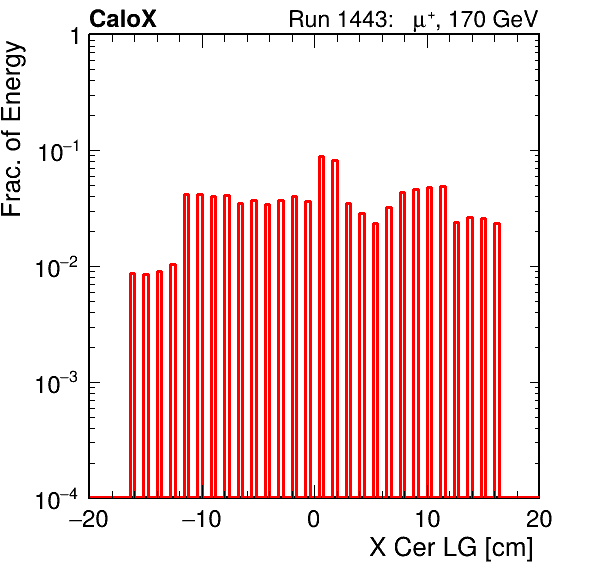 CaloX Run 1443: μ⁺, 170 GeV
Frac. of Energy
1
10⁻¹
10⁻²
10⁻³
10⁻⁴
−20 −10 0 10 20
X Cer LG [cm]